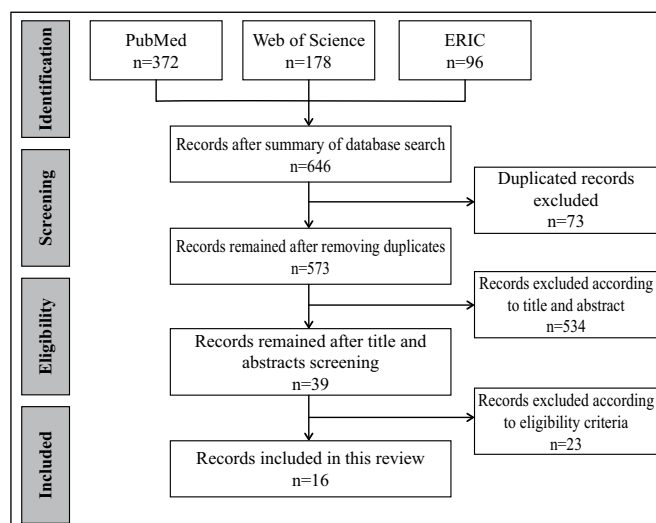 Identification
PubMed
n=372
Web of Science
n=178
ERIC
n=96
Records after summary of database search
n=646
Screening
Duplicated records
excluded
n=73
Records remained after removing duplicates
n=573
Eligibility
Records excluded according
to title and abstract
n=534
Records remained after title and
abstracts screening
n=39
Included
Records excluded according
to eligibility criteria
n=23
Records included in this review
n=16